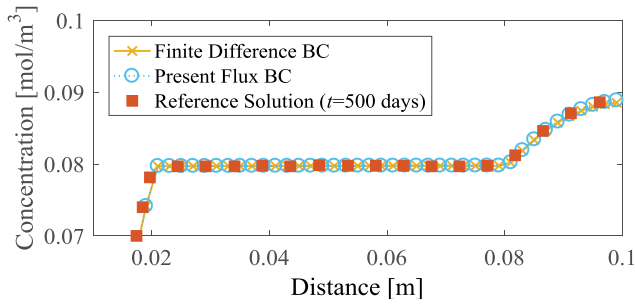 0.1
0.09
0.08
0.07
Concentration [mol/m³]
Finite Difference BC
Present Flux BC
Reference Solution (t=500 days)
0.02 0.04 0.06 0.08 0.1
Distance [m]